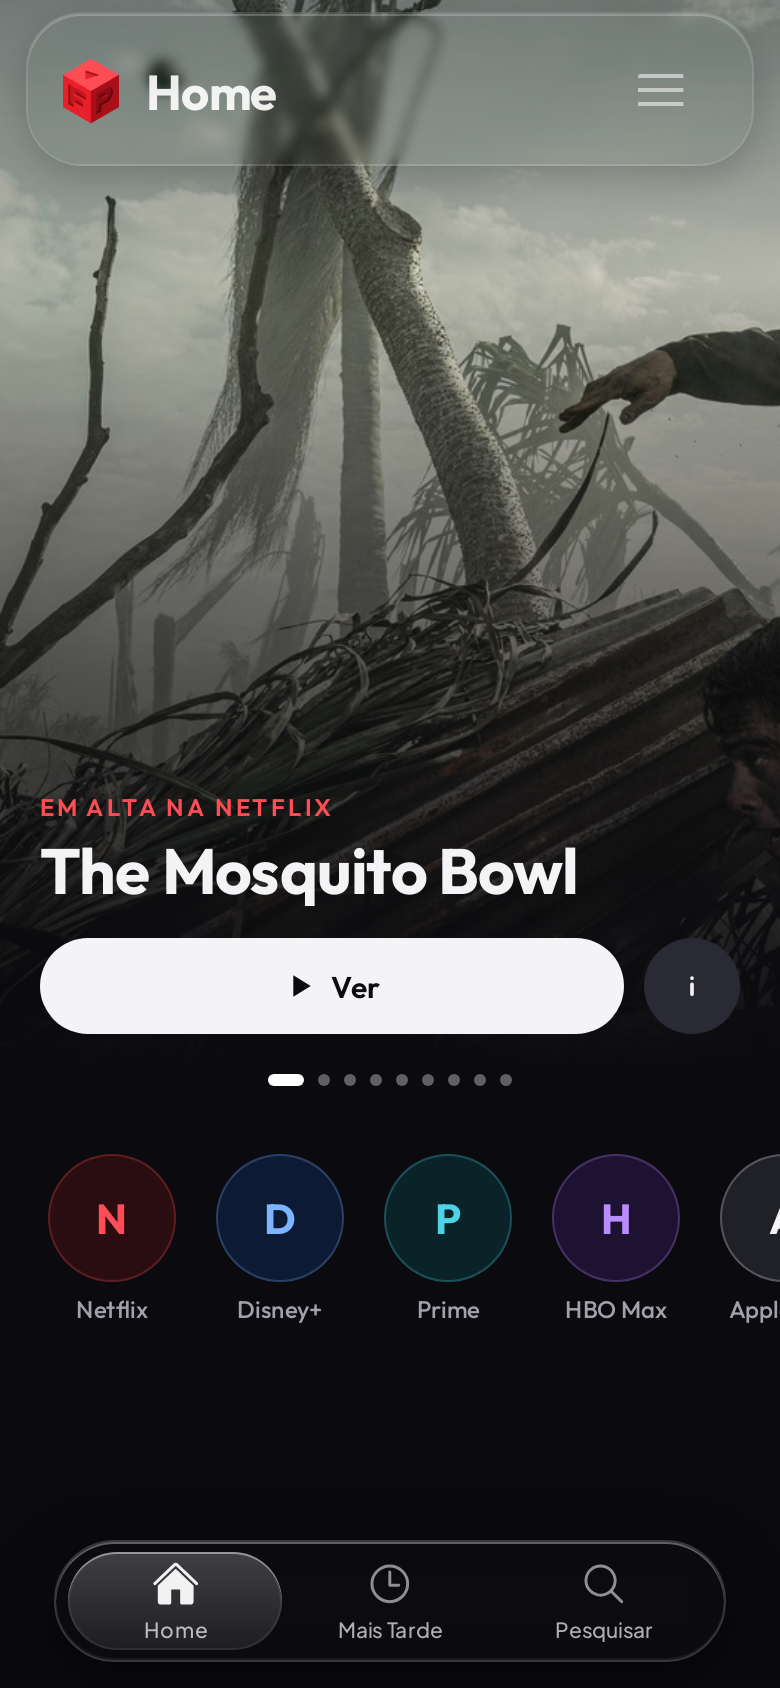 Home
EM ALTA NA NETFLIX
The Mosquito Bowl
Ver
N
D
P
H
Netflix
Disney+
Prime
HBO Max
Home
Mais Tarde
Pesquisar